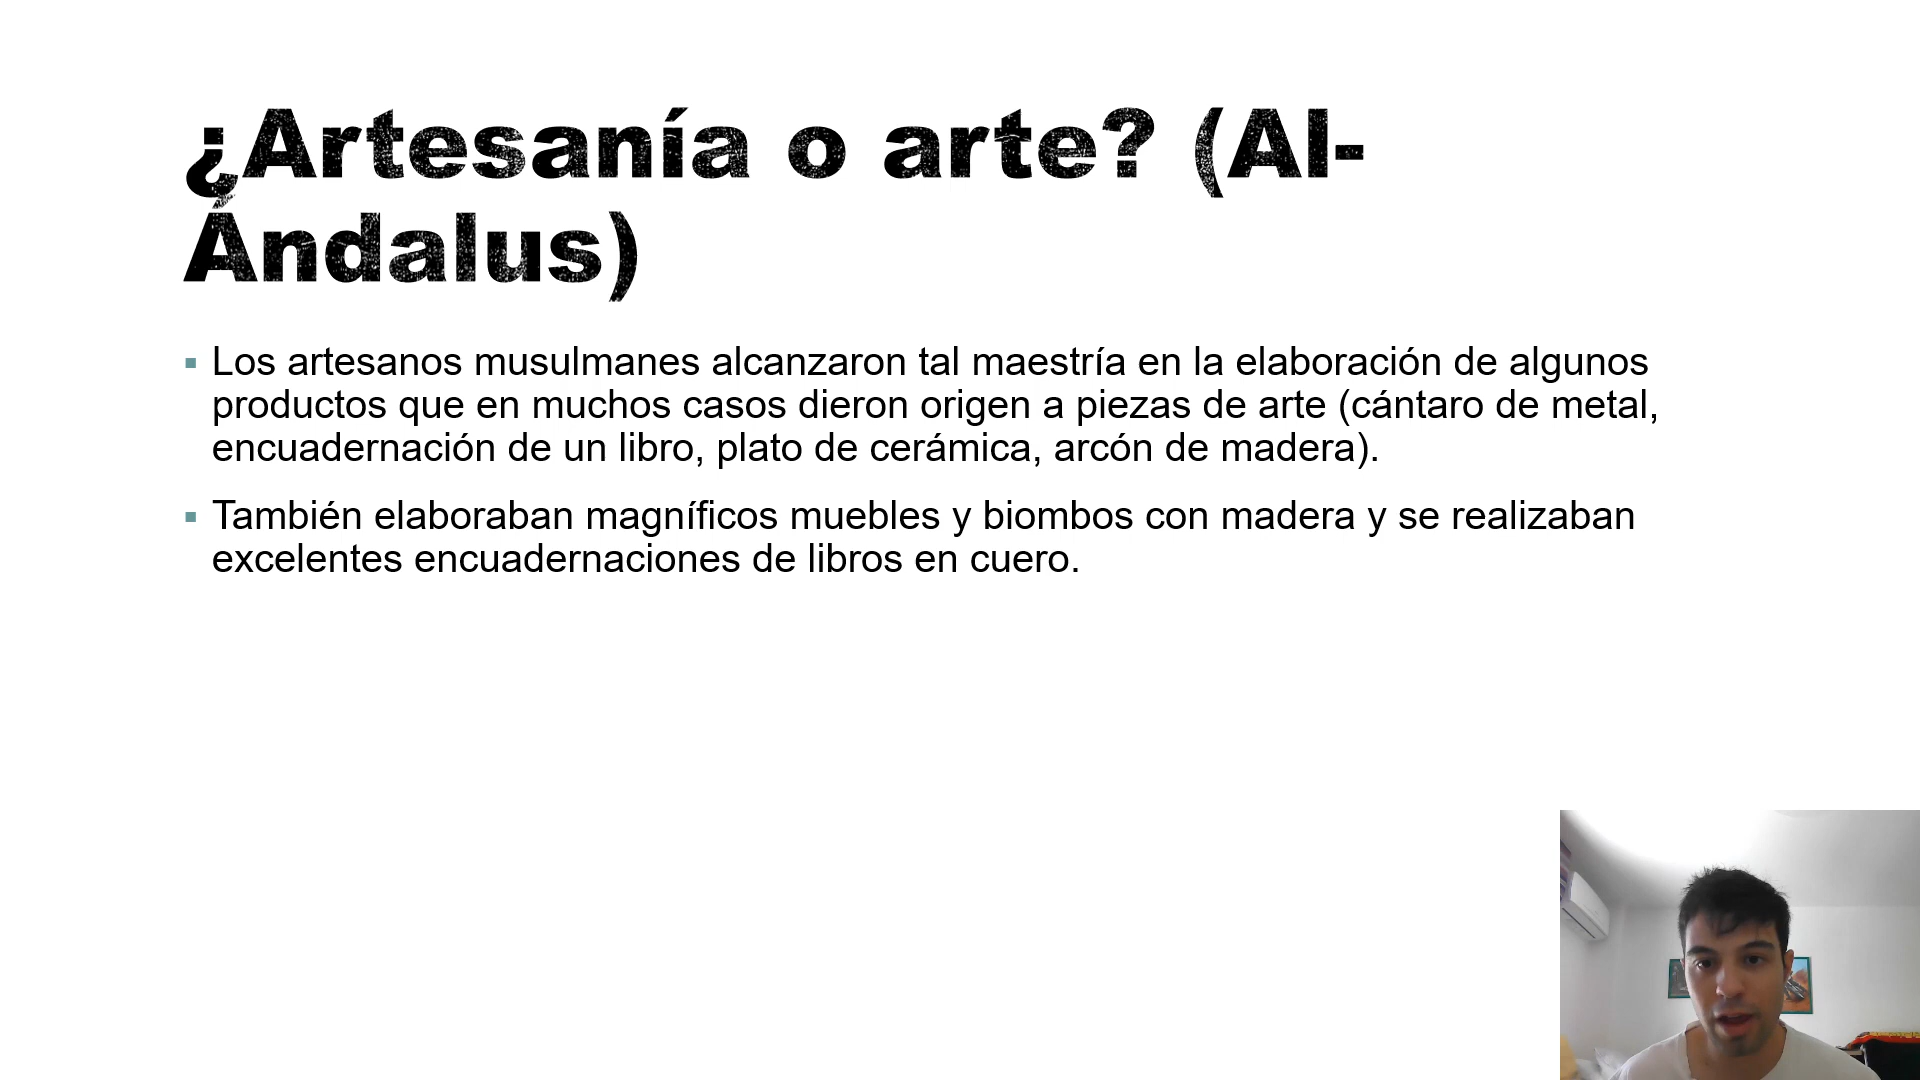 ¿Artesanía o arte? (Al-
Ándalus)
Los artesanos musulmanes alcanzaron tal maestría en la elaboración de algunos
productos que en muchos casos dieron origen a piezas de arte (cántaro de metal,
encuadernación de un libro, plato de cerámica, arcón de madera).
También elaboraban magníficos muebles y biombos con madera y se realizaban
excelentes encuadernaciones de libros en cuero.